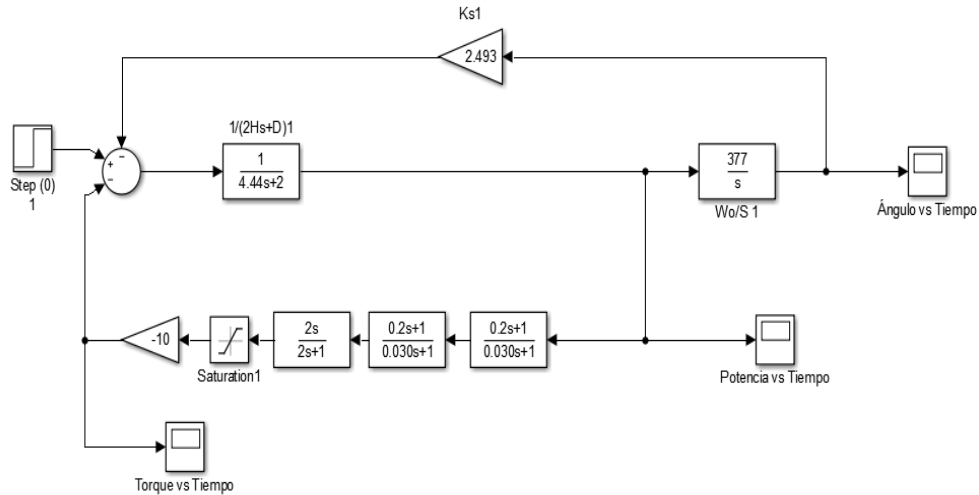 Ks1
2.493
1/(2Hs+D)1
+
−
−
1
4.44s+2
377
s
Step (0)
1
Wo/S 1
Ángulo vs Tiempo
-10
2s
2s+1
0.2s+1
0.030s+1
0.2s+1
0.030s+1
Saturation1
Potencia vs Tiempo
Torque vs Tiempo